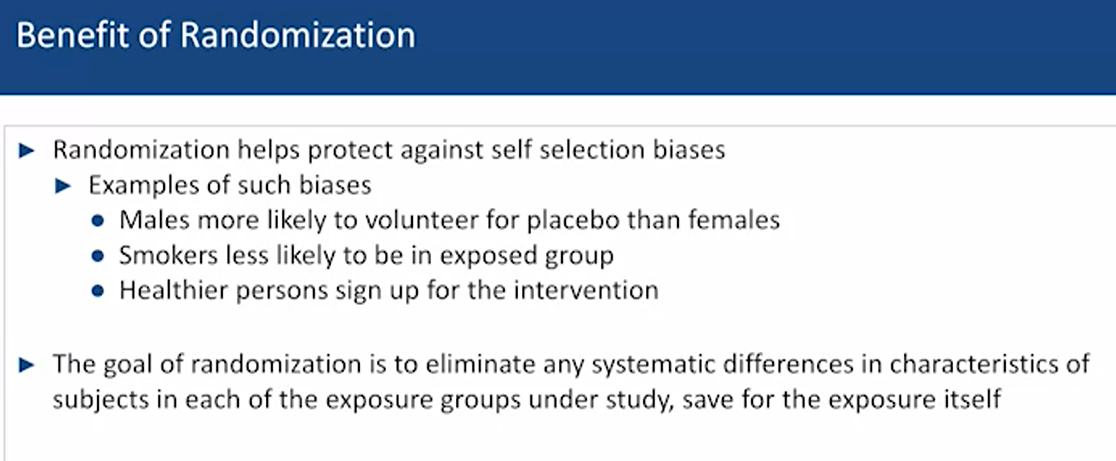 Benefit of Randomization
► Randomization helps protect against self selection biases
► Examples of such biases
● Males more likely to volunteer for placebo than females
● Smokers less likely to be in exposed group
● Healthier persons sign up for the intervention
► The goal of randomization is to eliminate any systematic differences in characteristics of
subjects in each of the exposure groups under study, save for the exposure itself